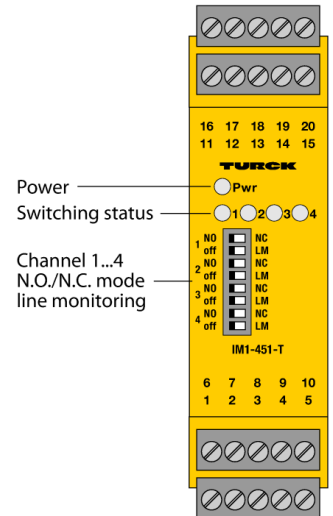 16 17 18 19 20
11 12 13 14 15
TURCK
Power
Pwr
Switching status
1 2 3 4
Channel 1...4
N.O./N.C. mode
line monitoring
1 NO NC
off LM
2 NO NC
off LM
3 NO NC
off LM
4 NO NC
off LM
IM1-451-T
6 7 8 9 10
1 2 3 4 5